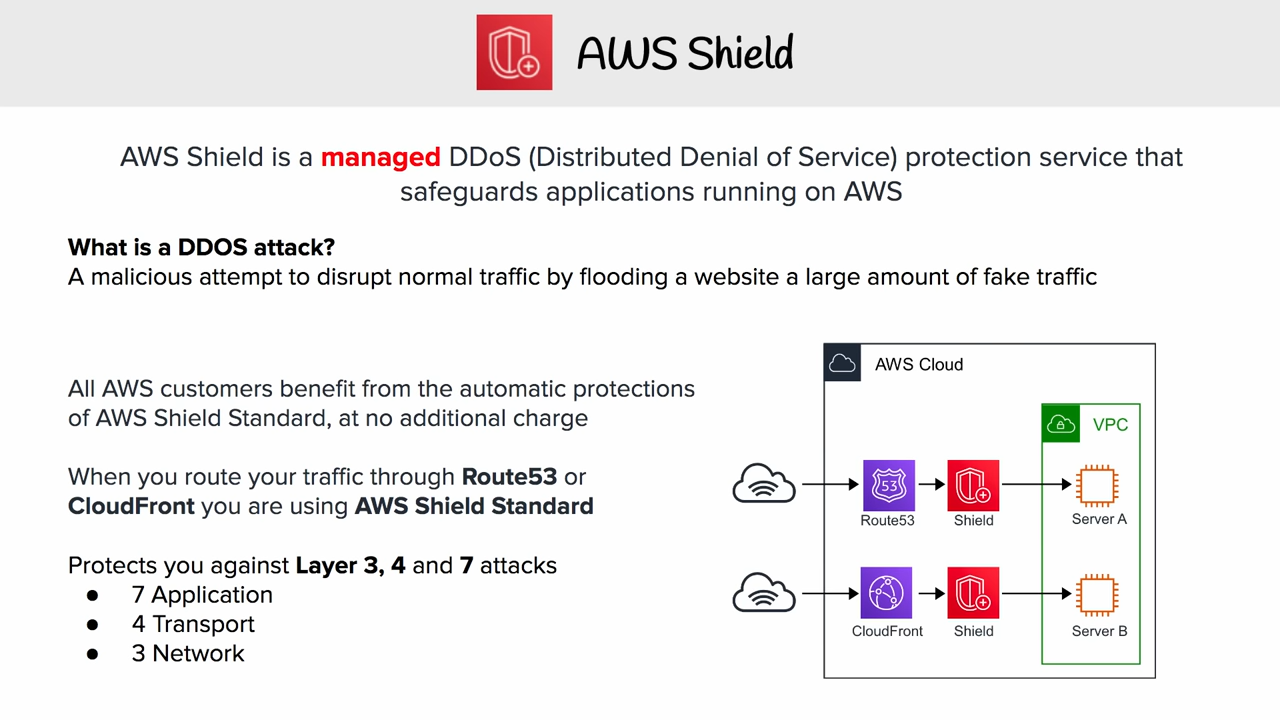 AWS Shield
AWS Shield is a managed DDoS (Distributed Denial of Service) protection service that
safeguards applications running on AWS
What is a DDOS attack?
A malicious attempt to disrupt normal traffic by flooding a website a large amount of fake traffic
All AWS customers benefit from the automatic protections
of AWS Shield Standard, at no additional charge
When you route your traffic through Route53 or
CloudFront you are using AWS Shield Standard
Protects you against Layer 3, 4 and 7 attacks
● 7 Application
● 4 Transport
● 3 Network
AWS Cloud
VPC
53
Route53
Shield
Server A
CloudFront
Shield
Server B